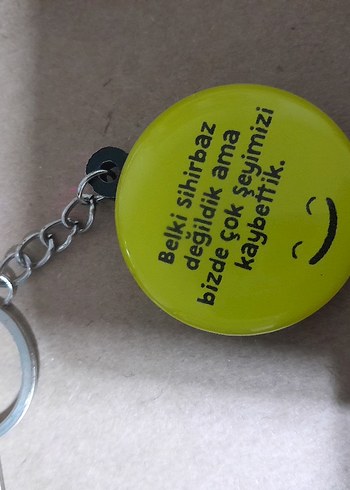 Belki sihirbaz
değildik ama
bizde çok şeyimizi
kaybettik.